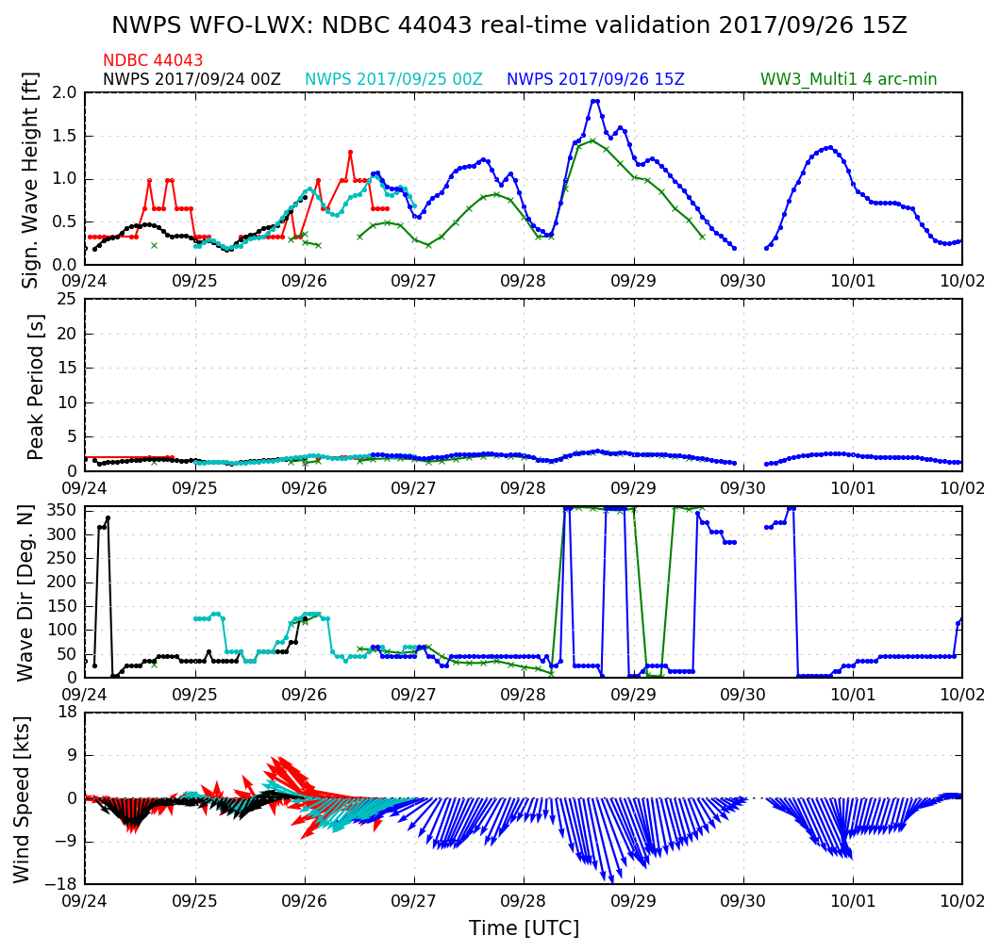 NWPS WFO-LWX: NDBC 44043 real-time validation 2017/09/26 15Z
NDBC 44043
NWPS 2017/09/24 00Z NWPS 2017/09/25 00Z NWPS 2017/09/26 15Z WW3_Multi1 4 arc-min
Sign. Wave Height [ft]
2.0
1.5
1.0
0.5
0.0
09/24 09/25 09/26 09/27 09/28 09/29 09/30 10/01 10/02
Peak Period [s]
25
20
15
10
5
0
09/24 09/25 09/26 09/27 09/28 09/29 09/30 10/01 10/02
Wave Dir [Deg. N]
350
300
250
200
150
100
50
0
09/24 09/25 09/26 09/27 09/28 09/29 09/30 10/01 10/02
Wind Speed [kts]
18
9
0
−9
−18
09/24 09/25 09/26 09/27 09/28 09/29 09/30 10/01 10/02
Time [UTC]